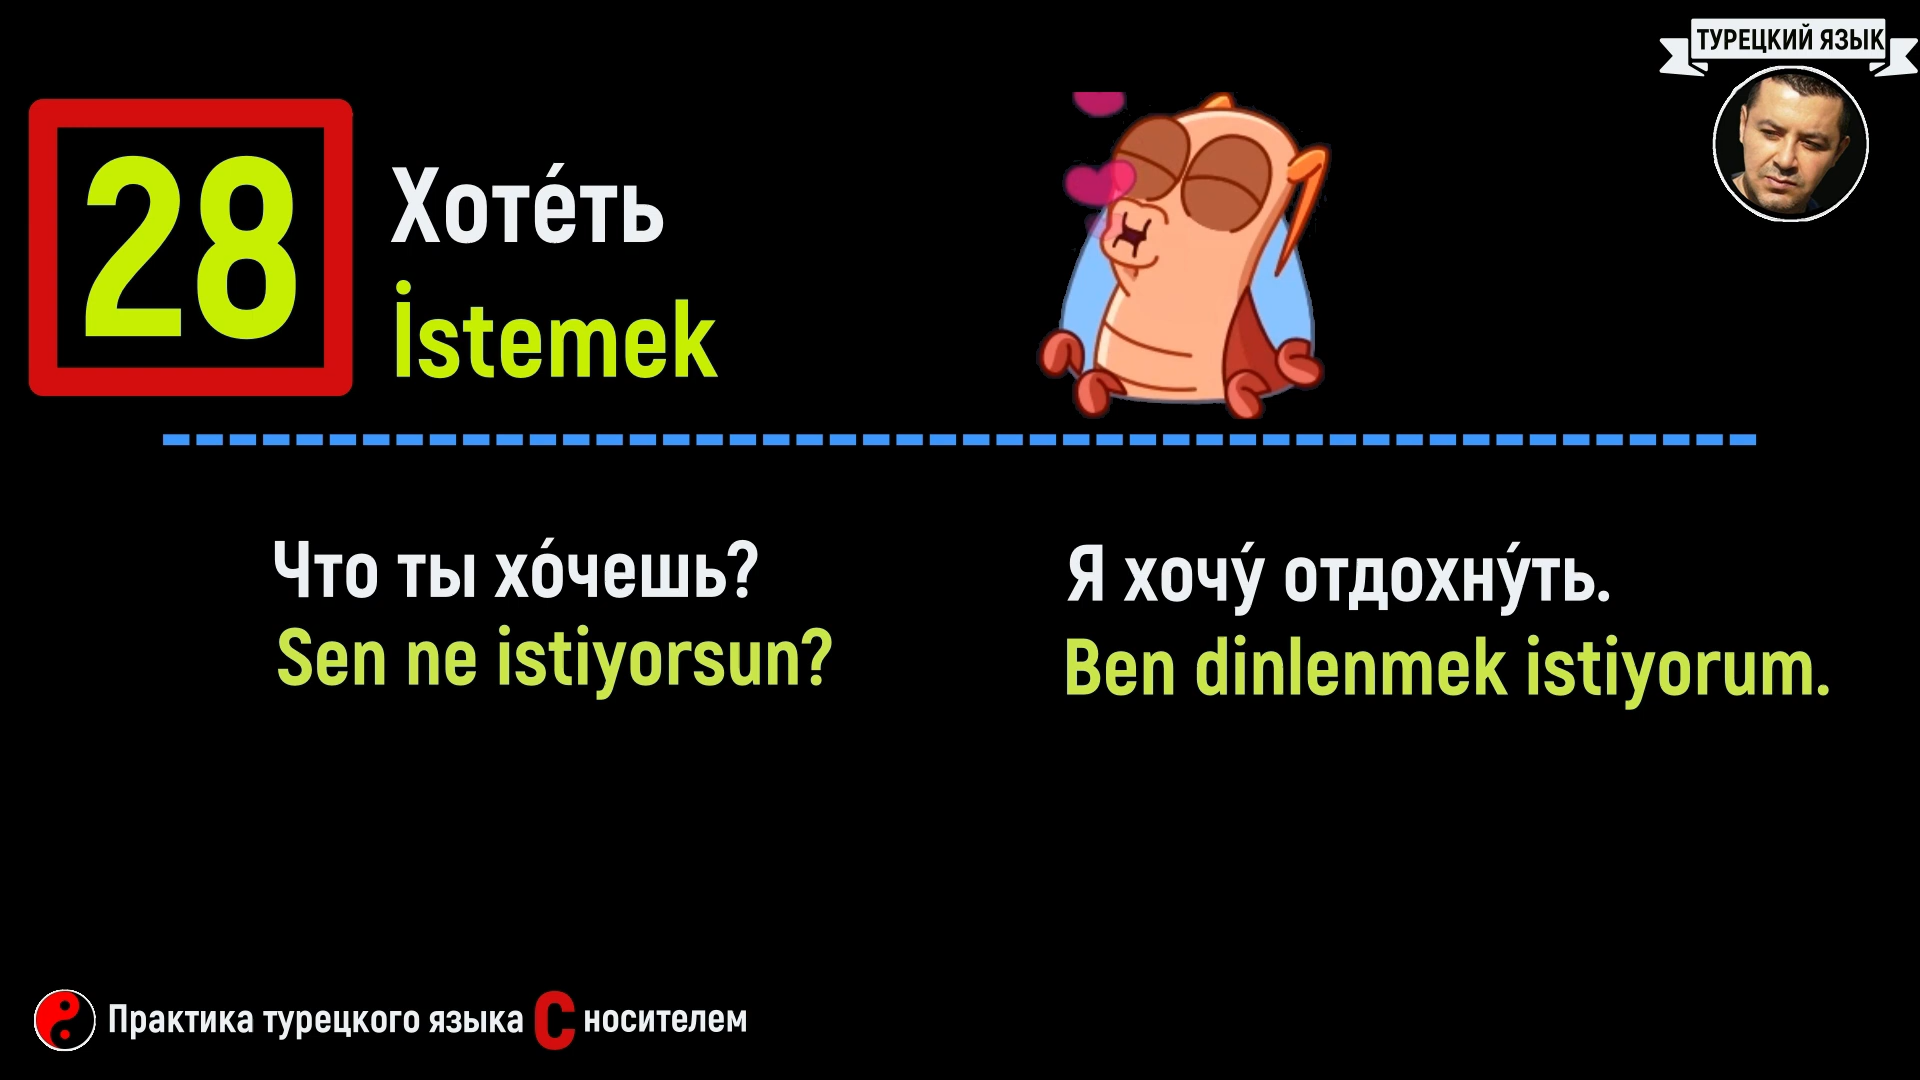 ТУРЕЦКИЙ ЯЗЫК
28
Хоте́ть
İstemek
Что ты хо́чешь?
Sen ne istiyorsun?
Я хочу́ отдохну́ть.
Ben dinlenmek istiyorum.
Практика турецкого языка С носителем